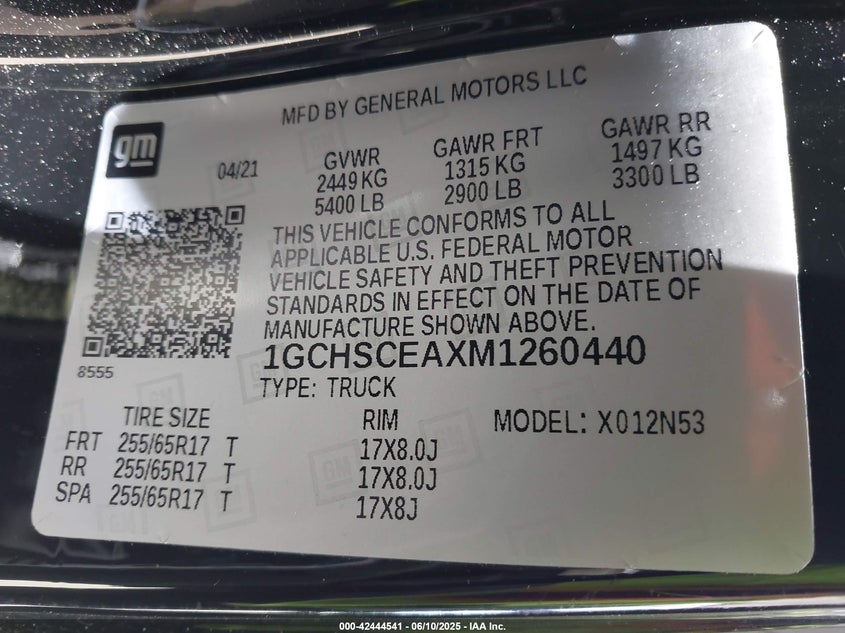 MFD BY GENERAL MOTORS LLC
gm
04/21
GVWR GAWR FRT GAWR RR
2449 KG 1315 KG 1497 KG
5400 LB 2900 LB 3300 LB
THIS VEHICLE CONFORMS TO ALL
APPLICABLE U.S. FEDERAL MOTOR
VEHICLE SAFETY AND THEFT PREVENTION
STANDARDS IN EFFECT ON THE DATE OF
MANUFACTURE SHOWN ABOVE.
1GCHSCEAXM1260440
8555
TYPE: TRUCK
TIRE SIZE RIM MODEL: X012N53
FRT 255/65R17 T 17X8.0J
RR 255/65R17 T 17X8.0J
SPA 255/65R17 T 17X8J
000-42444541 - 06/10/2025 - IAA Inc.